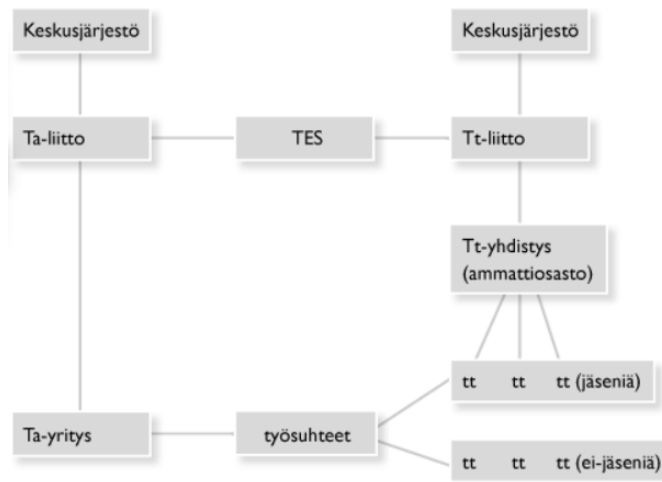 Keskusjärjestö
Keskusjärjestö
Ta-liitto
TES
Tt-liitto
Tt-yhdistys
(ammattiosasto)
tt tt tt (jäseniä)
Ta-yritys
työsuhteet
tt tt tt (ei-jäseniä)